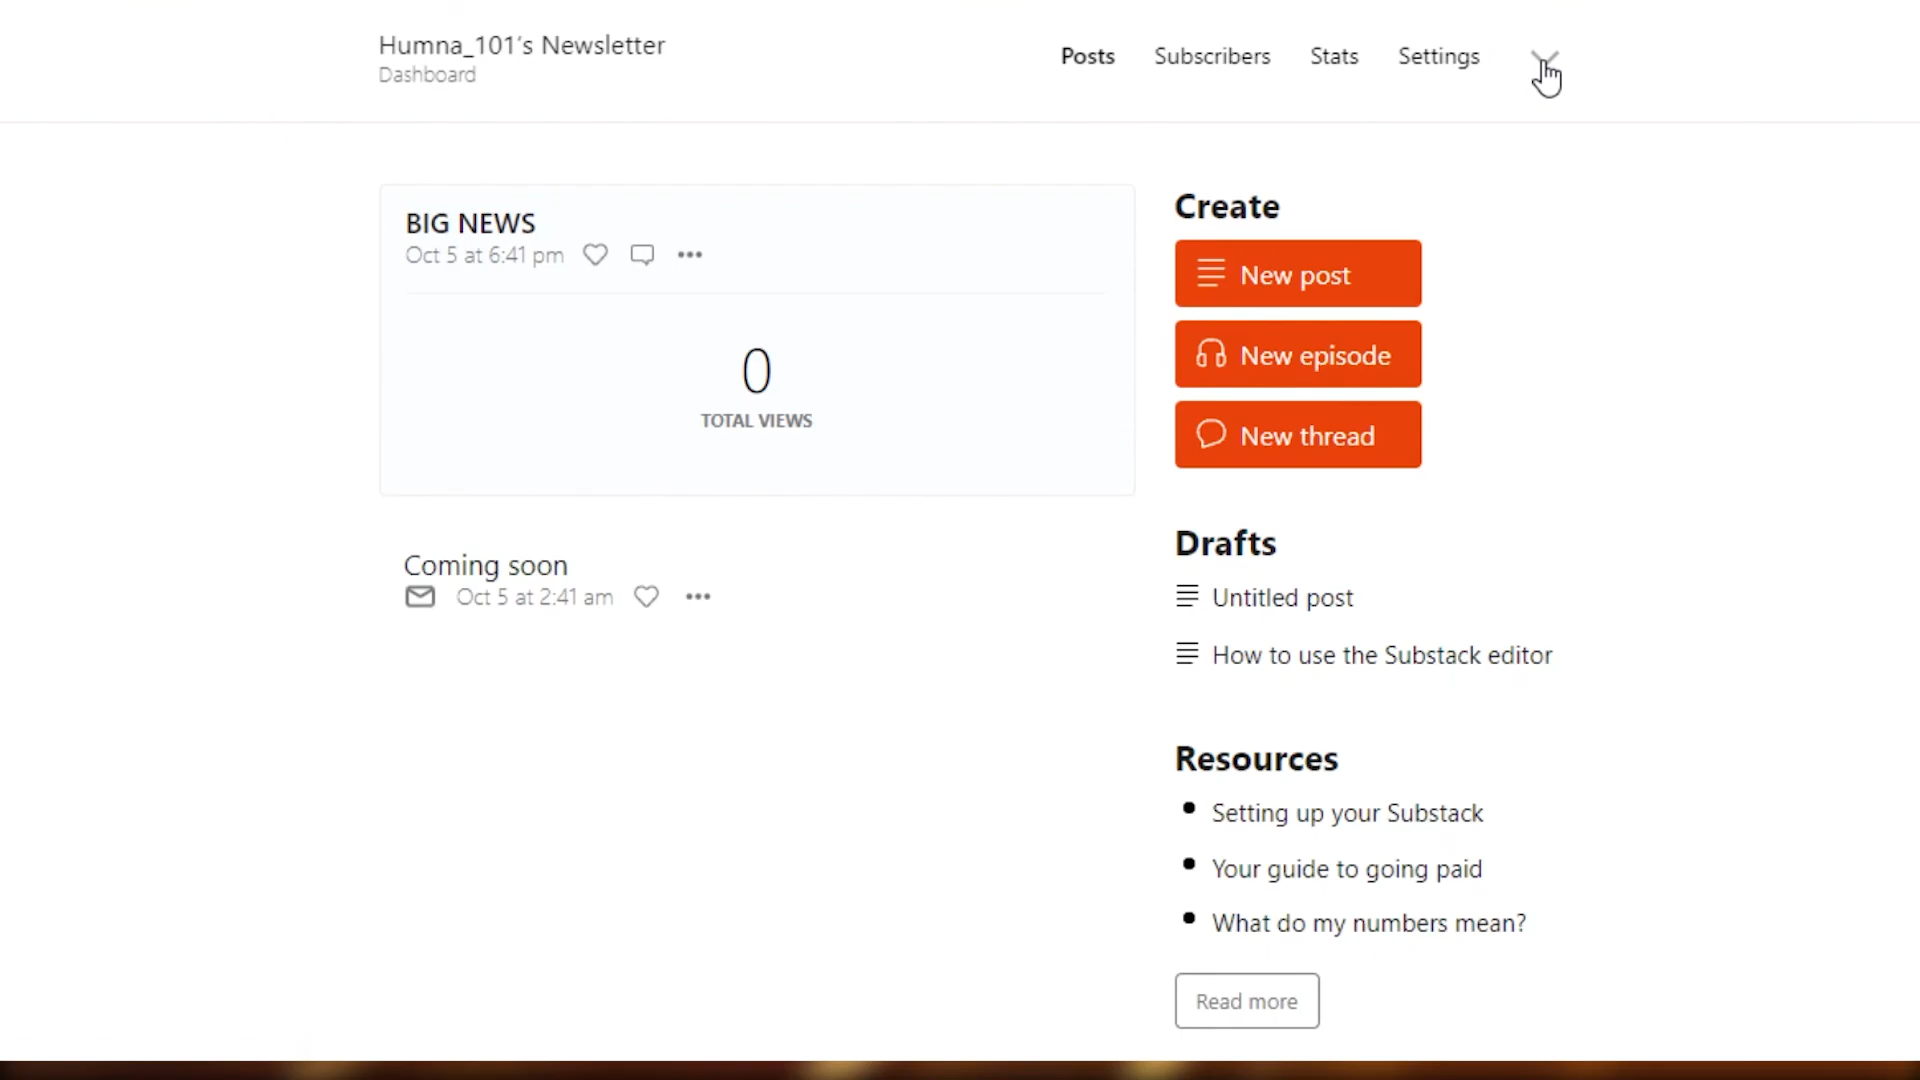 Humna_101's Newsletter
Dashboard
Posts Subscribers Stats Settings
BIG NEWS
Oct 5 at 6:41 pm
0
TOTAL VIEWS
Coming soon
Oct 5 at 2:41 am
Create
New post
New episode
New thread
Drafts
Untitled post
How to use the Substack editor
Resources
Setting up your Substack
Your guide to going paid
What do my numbers mean?
Read more